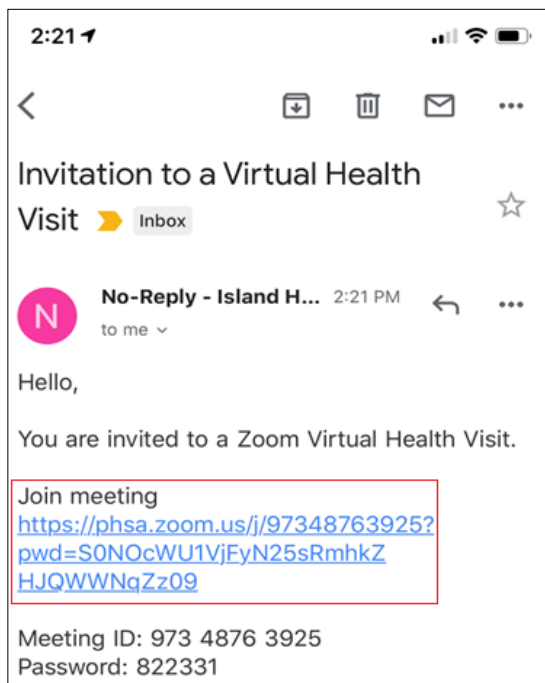 2:21
Invitation to a Virtual Health
Visit Inbox
No-Reply - Island H... 2:21 PM
N
to me
Hello,
You are invited to a Zoom Virtual Health Visit.
Join meeting
https://phsa.zoom.us/j/97348763925?
pwd=S0NOcWU1VjFyN25sRmhkZ
HJQWWNqZz09
Meeting ID: 973 4876 3925
Password: 822331